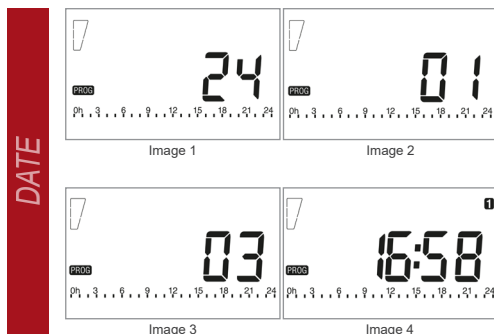 DATE
24
PROG
0h 3 6 9 12 15 18 21 24
Image 1
01
PROG
0h 3 6 9 12 15 18 21 24
Image 2
03
PROG
0h 3 6 9 12 15 18 21 24
Image 3
1
16:58
PROG
0h 3 6 9 12 15 18 21 24
Image 4